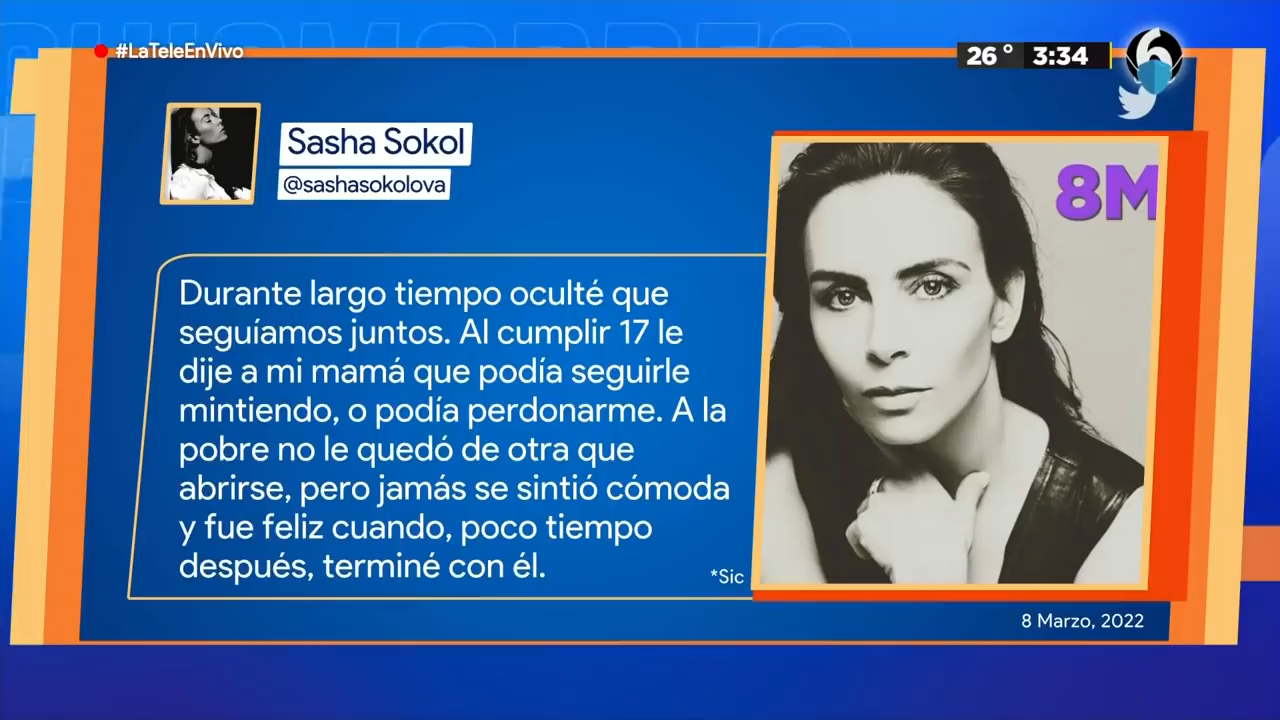 #LaTeleEnVivo
26° 3:34
6
Sasha Sokol
@sashasokolova
8M
Durante largo tiempo oculté que
seguíamos juntos. Al cumplir 17 le
dije a mi mamá que podía seguirle
mintiendo, o podía perdonarme. A la
pobre no le quedó de otra que
abrirse, pero jamás se sintió cómoda
y fue feliz cuando, poco tiempo
después, terminé con él.
*Sic
8 Marzo, 2022